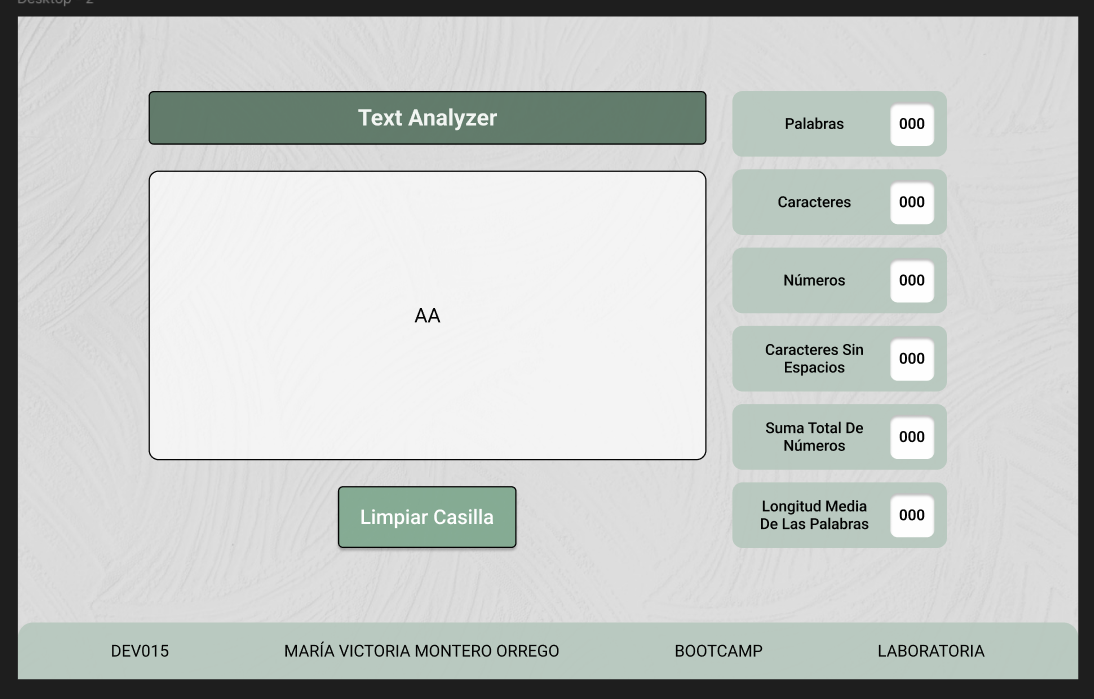 Desktop - 2
Text Analyzer
AA
Limpiar Casilla
Palabras 000
Caracteres 000
Números 000
Caracteres Sin
Espacios 000
Suma Total De
Números 000
Longitud Media
De Las Palabras 000
DEV015 MARÍA VICTORIA MONTERO ORREGO BOOTCAMP LABORATORIA